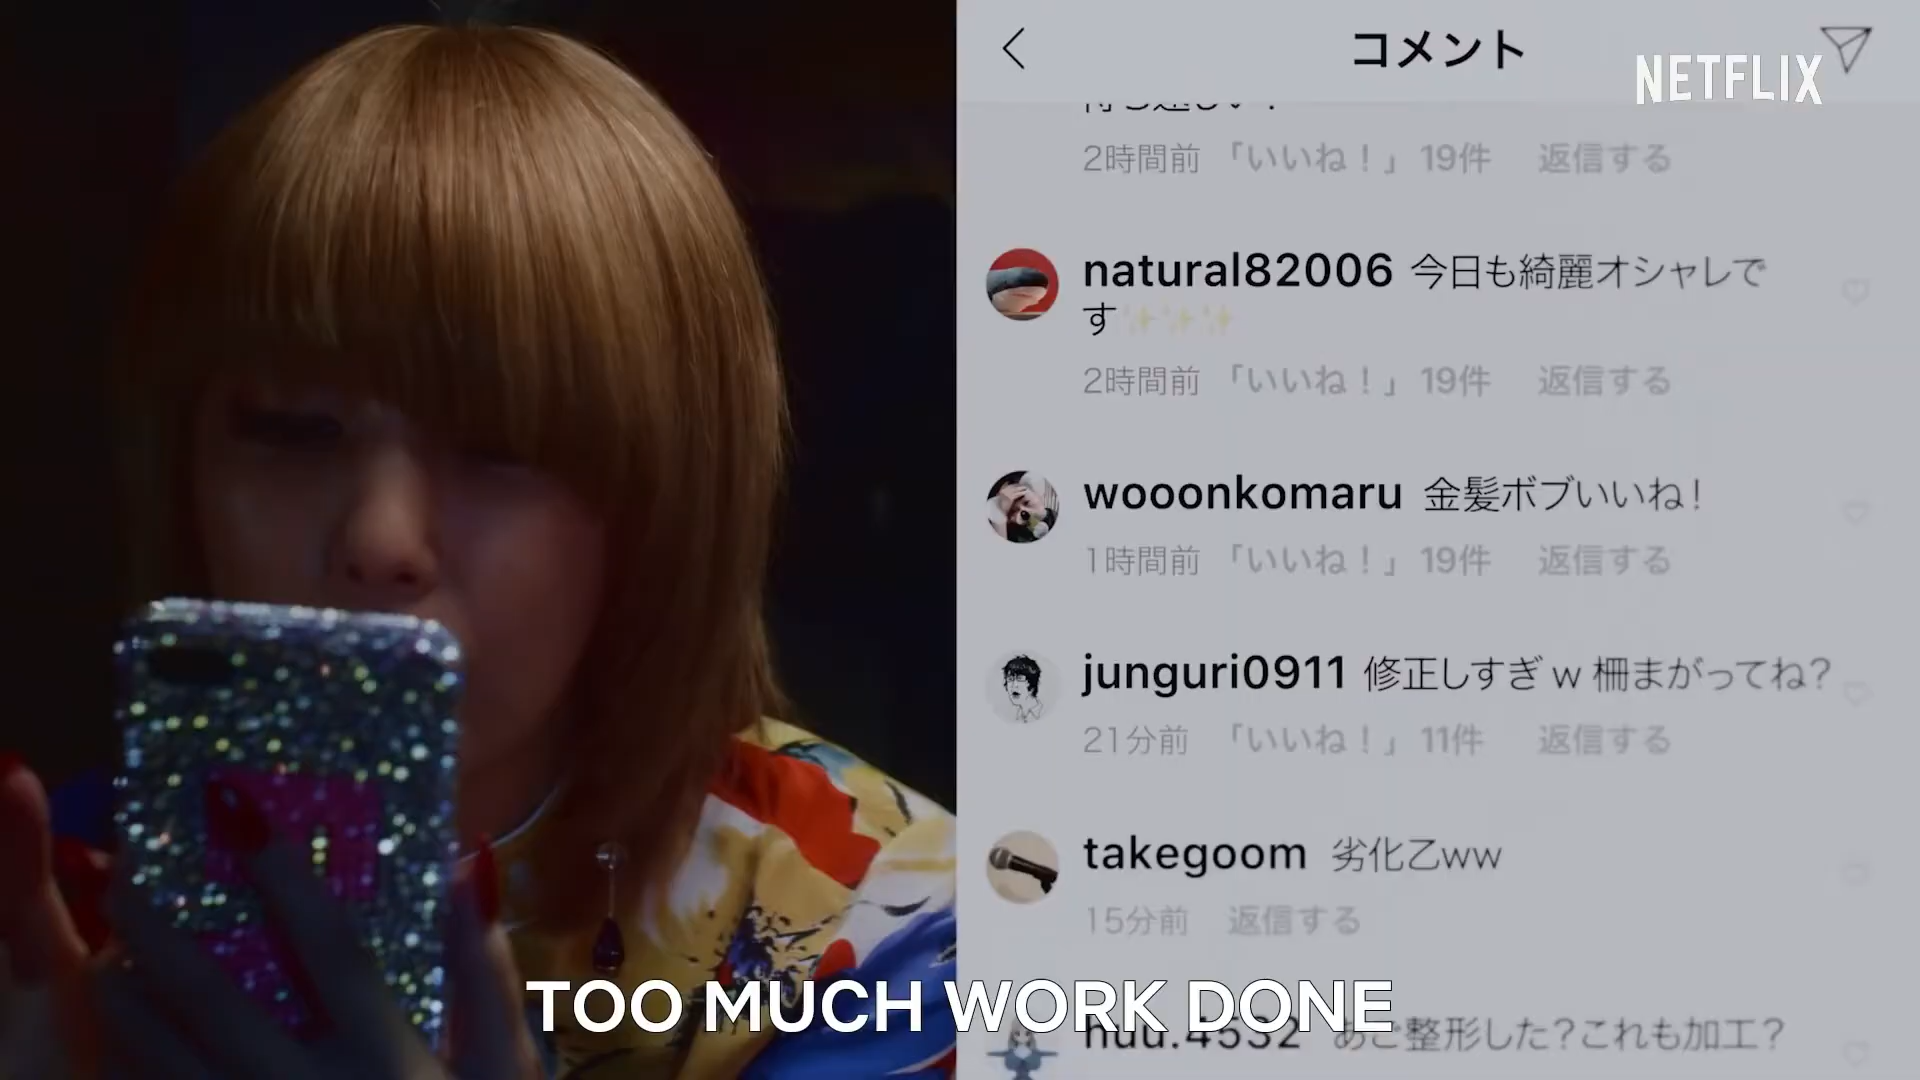 コメント
NETFLIX
2時間前 「いいね！」19件 返信する
natural82006 今日も綺麗オシャレで
す✨✨✨
2時間前 「いいね！」19件 返信する
wooonkomaru 金髪ボブいいね！
1時間前 「いいね！」19件 返信する
junguri0911 修正しすぎw 柵まがってね？
21分前 「いいね！」11件 返信する
takegoom 劣化乙ww
15分前 返信する
TOO MUCH WORK DONE
huu.4532 あご整形した？これも加工？